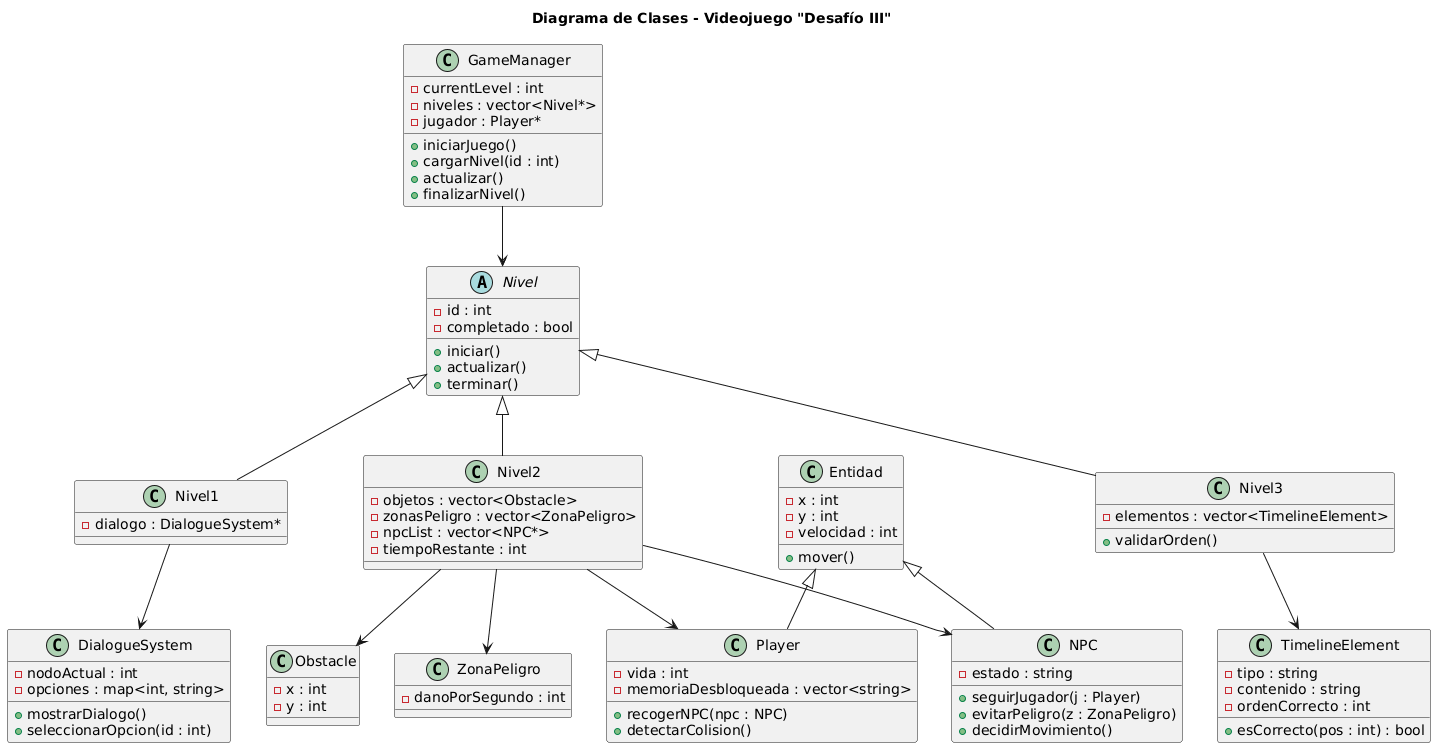 Diagrama de Clases - Videojuego "Desafío III"
C GameManager
currentLevel : int
niveles : vector<Nivel*>
jugador : Player*
iniciarJuego()
cargarNivel(id : int)
actualizar()
finalizarNivel()
A Nivel
id : int
completado : bool
iniciar()
actualizar()
terminar()
C Nivel1
dialogo : DialogueSystem*
C Nivel2
objetos : vector<Obstacle>
zonasPeligro : vector<ZonaPeligro>
npcList : vector<NPC*>
tiempoRestante : int
C Entidad
x : int
y : int
velocidad : int
mover()
C Nivel3
elementos : vector<TimelineElement>
validarOrden()
C DialogueSystem
nodoActual : int
opciones : map<int, string>
mostrarDialogo()
seleccionarOpcion(id : int)
C Obstacle
x : int
y : int
C ZonaPeligro
danoPorSegundo : int
C Player
vida : int
memoriaDesbloqueada : vector<string>
recogerNPC(npc : NPC)
detectarColision()
C NPC
estado : string
seguirJugador(j : Player)
evitarPeligro(z : ZonaPeligro)
decidirMovimiento()
C TimelineElement
tipo : string
contenido : string
ordenCorrecto : int
esCorrecto(pos : int) : bool